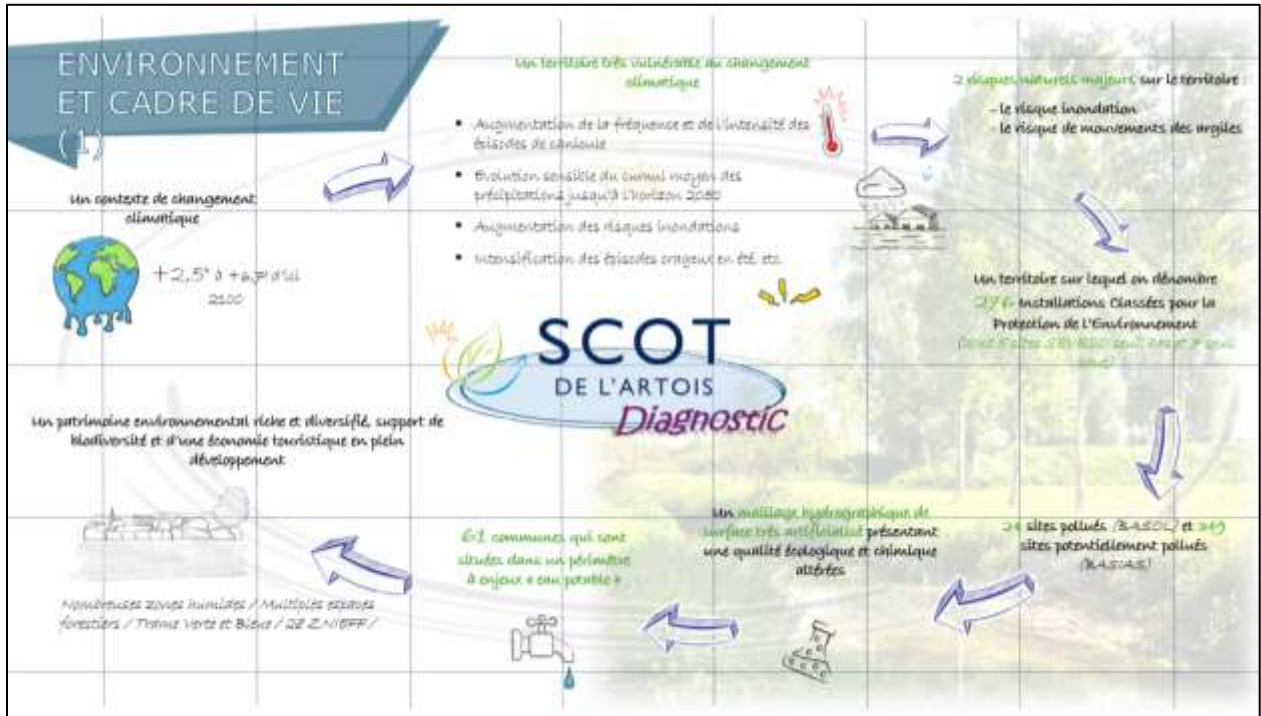 ENVIRONNEMENT
ET CADRE DE VIE
(1)
Un contexte de changement
climatique
+2,5° à d'ici
2100
Un territoire très vulnérable au changement
climatique
Augmentation de la fréquence et de l'intensité des
épisodes de canicule
Evolution sensible du cumul moyen des
précipitations jusqu'à l'horizon
Augmentation des risques inondations
Intensification des épisodes orageux en été, etc.
2 risques naturels majeurs sur le territoire
- le risque inondation
- le risque de mouvements des argiles
Un territoire sur lequel on dénombre
276 Installations Classées pour la
Protection de l'Environnement
SCOT
DE L'ARTOIS
Diagnostic
sites pollués (BASOL) et 349
sites potentiellement pollués
(BASIAS)
Un maillage hydrographique de
surface très artificialisé présentant
une qualité écologique et chimique
altérées
61 communes qui sont
situées dans un périmètre
à enjeux « eau potable »
Un patrimoine environnemental riche et diversifié, support de
biodiversité et d'une économie touristique en plein
développement
Nombreuses zones humides / Multiples espaces
forestiers / Trame Verte et Bleue / 28 ZNIEFF /